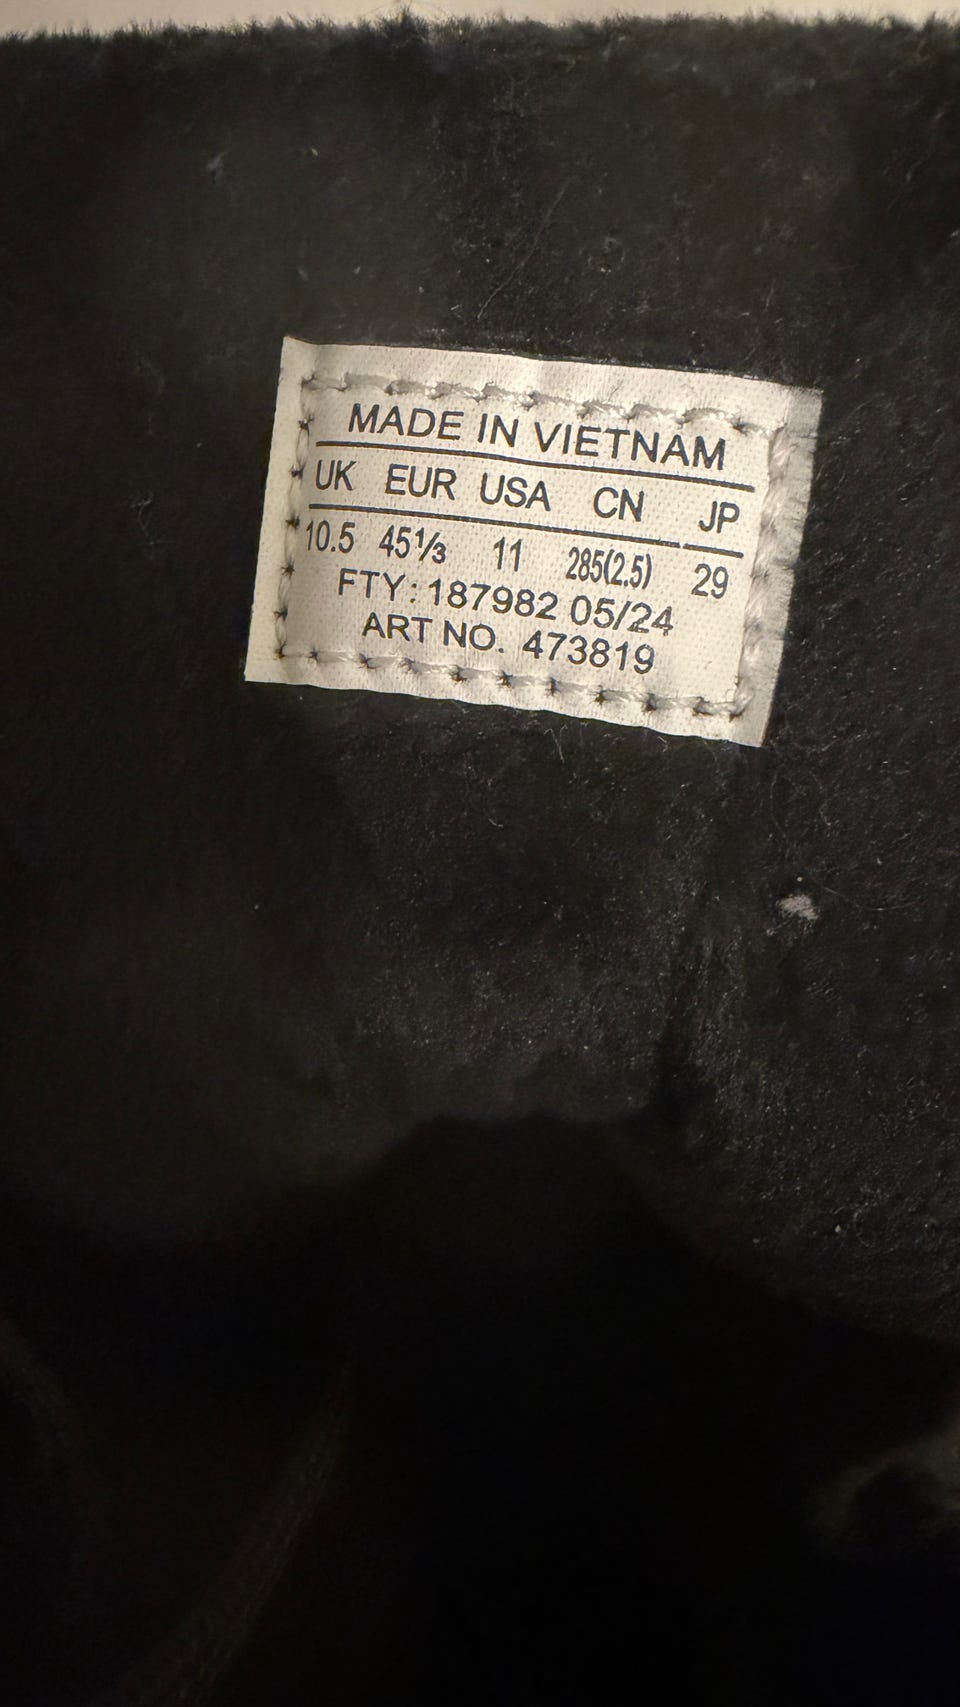 MADE IN VIETNAM
UK EUR USA CN JP
10.5 45⅓ 11 285(2.5) 29
FTY: 187982 05/24
ART NO. 473819